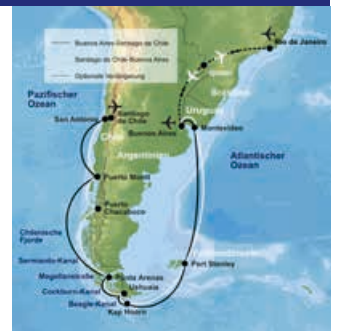 Buenos Aires-Santiago de Chile
Santiago de Chile-Buenos Aires
Optionale Verlängerung
Rio de Janeiro
Pazifischer
Ozean
Iguazu
Brasilien
San Antonio
Santiago
de Chile
Uruguay
Buenos Aires
Montevideo
Chile
Argentinien
Atlantischer
Ozean
Puerto Montt
Puerto
Chacabuco
Chilenische
Fjorde
Sarmiento-Kanal
Port Stanley
Magellanstraße
Punta Arenas
Cockburn-Kanal
Ushuaia
Beagle-Kanal
Kap Hoorn